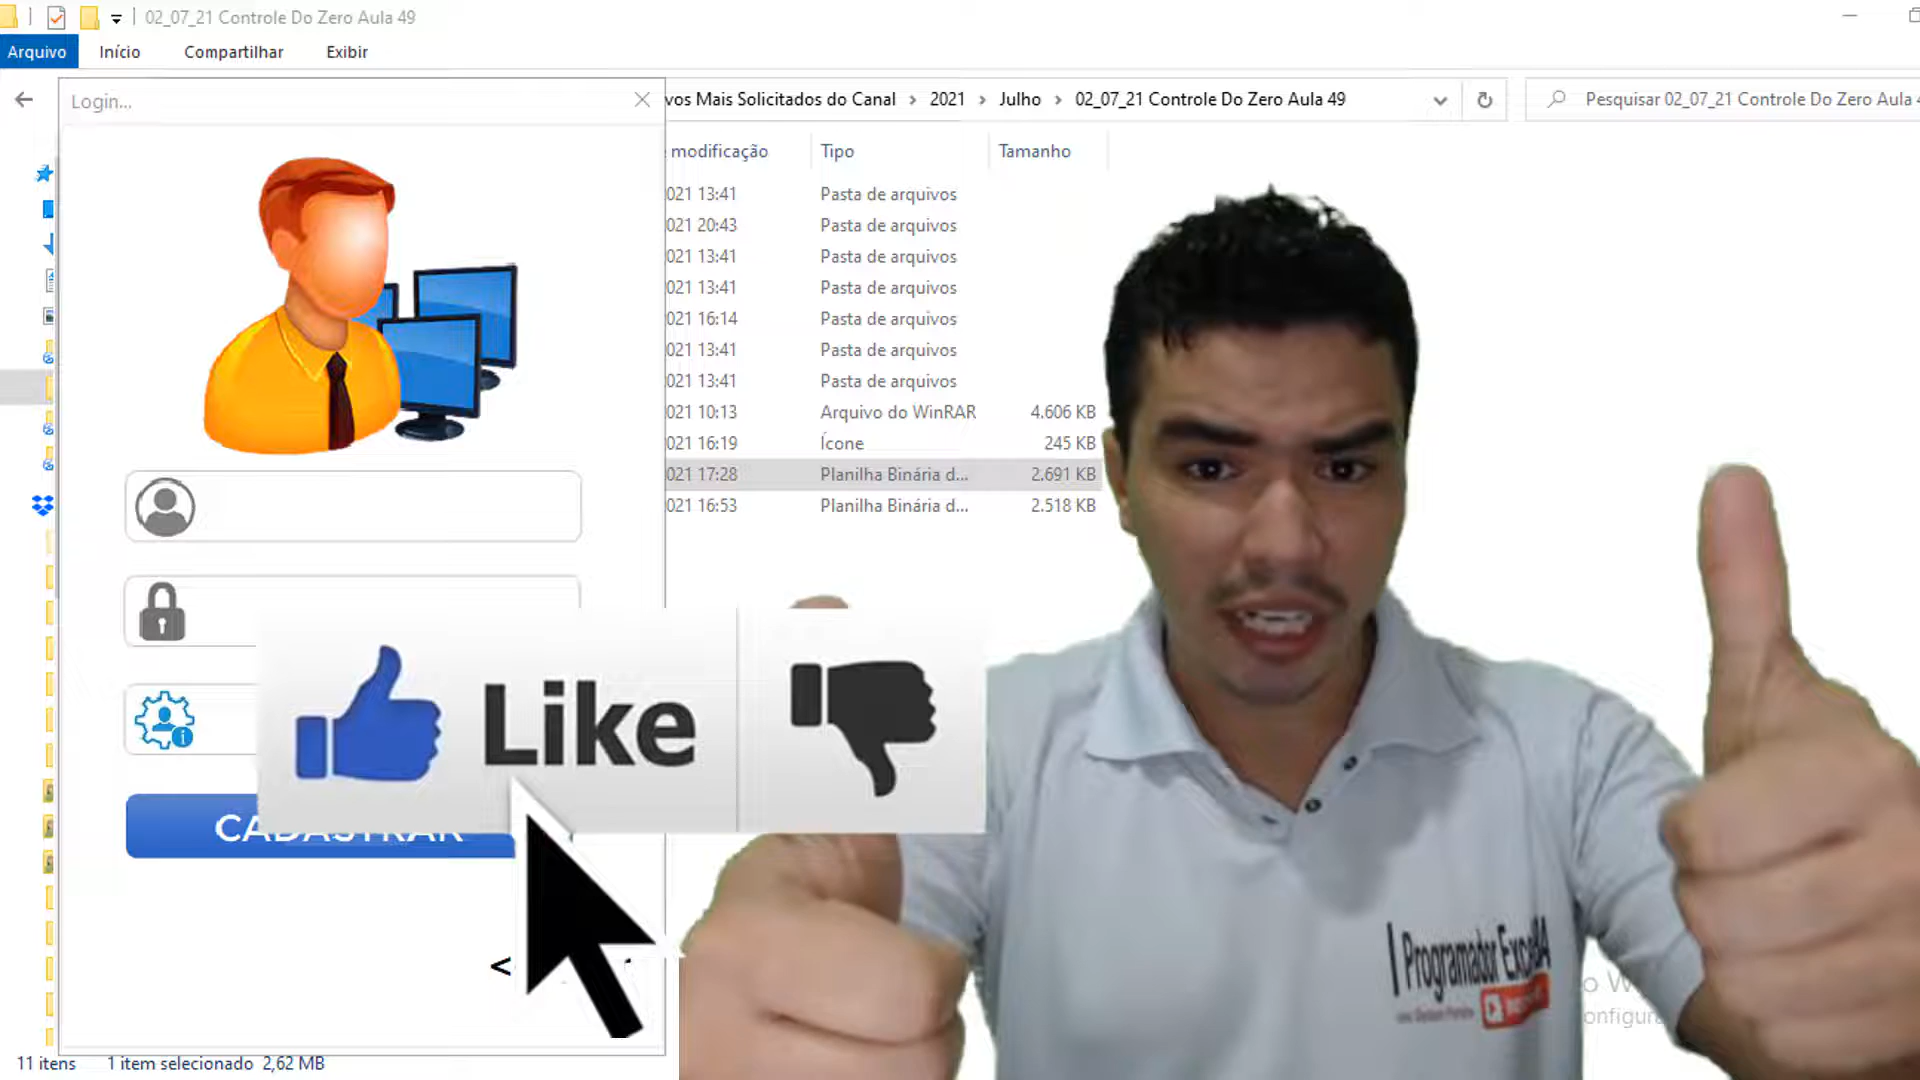 02_07_21 Controle Do Zero Aula 49
Arquivo Início Compartilhar Exibir
Login...
vos Mais Solicitados do Canal > 2021 > Julho > 02_07_21 Controle Do Zero Aula 49
Pesquisar 02_07_21 Controle Do Zero Aula 4
modificação Tipo Tamanho
021 13:41 Pasta de arquivos
021 20:43 Pasta de arquivos
021 13:41 Pasta de arquivos
021 13:41 Pasta de arquivos
021 16:14 Pasta de arquivos
021 13:41 Pasta de arquivos
021 13:41 Pasta de arquivos
021 10:13 Arquivo do WinRAR 4.606 KB
021 16:19 Ícone 245 KB
021 17:28 Planilha Binária d... 2.691 KB
021 16:53 Planilha Binária d... 2.518 KB
Like
CADASTRAR
<
Programador Excel
o W
onfigura
11 itens 1 item selecionado 2,62 MB